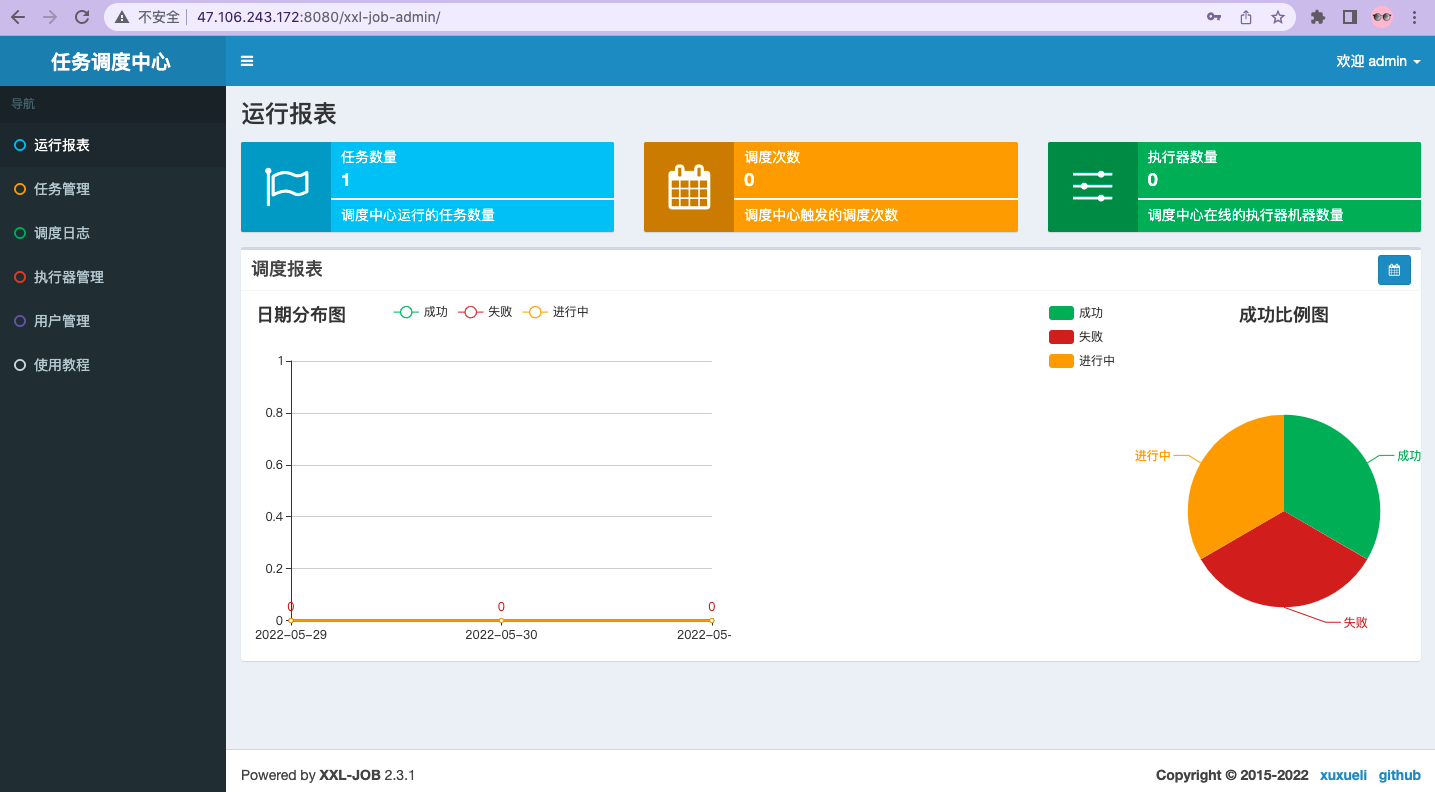 不安全 47.106.243.172:8080/xxl-job-admin/
任务调度中心
欢迎 admin
导航
运行报表
任务管理
调度日志
执行器管理
用户管理
使用教程
运行报表
任务数量
1
调度中心运行的任务数量
调度次数
0
调度中心触发的调度次数
执行器数量
0
调度中心在线的执行器机器数量
调度报表
日期分布图
成功 失败 进行中
1
0.8
0.6
0.4
0.2
0
0 0 0
2022-05-29 2022-05-30 2022-05-
成功
失败
进行中
成功比例图
进行中
成功
失败
Powered by XXL-JOB 2.3.1
Copyright © 2015-2022 xuxueli github